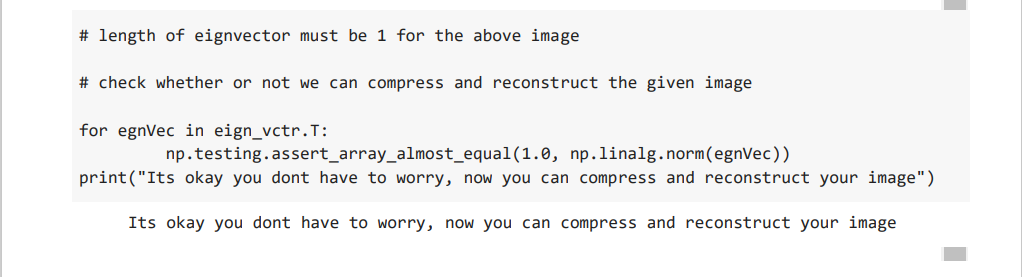 # length of eignvector must be 1 for the above image
# check whether or not we can compress and reconstruct the given image
for egnVec in eign_vctr.T:
np.testing.assert_array_almost_equal(1.0, np.linalg.norm(egnVec))
print("Its okay you dont have to worry, now you can compress and reconstruct your image")
Its okay you dont have to worry, now you can compress and reconstruct your image